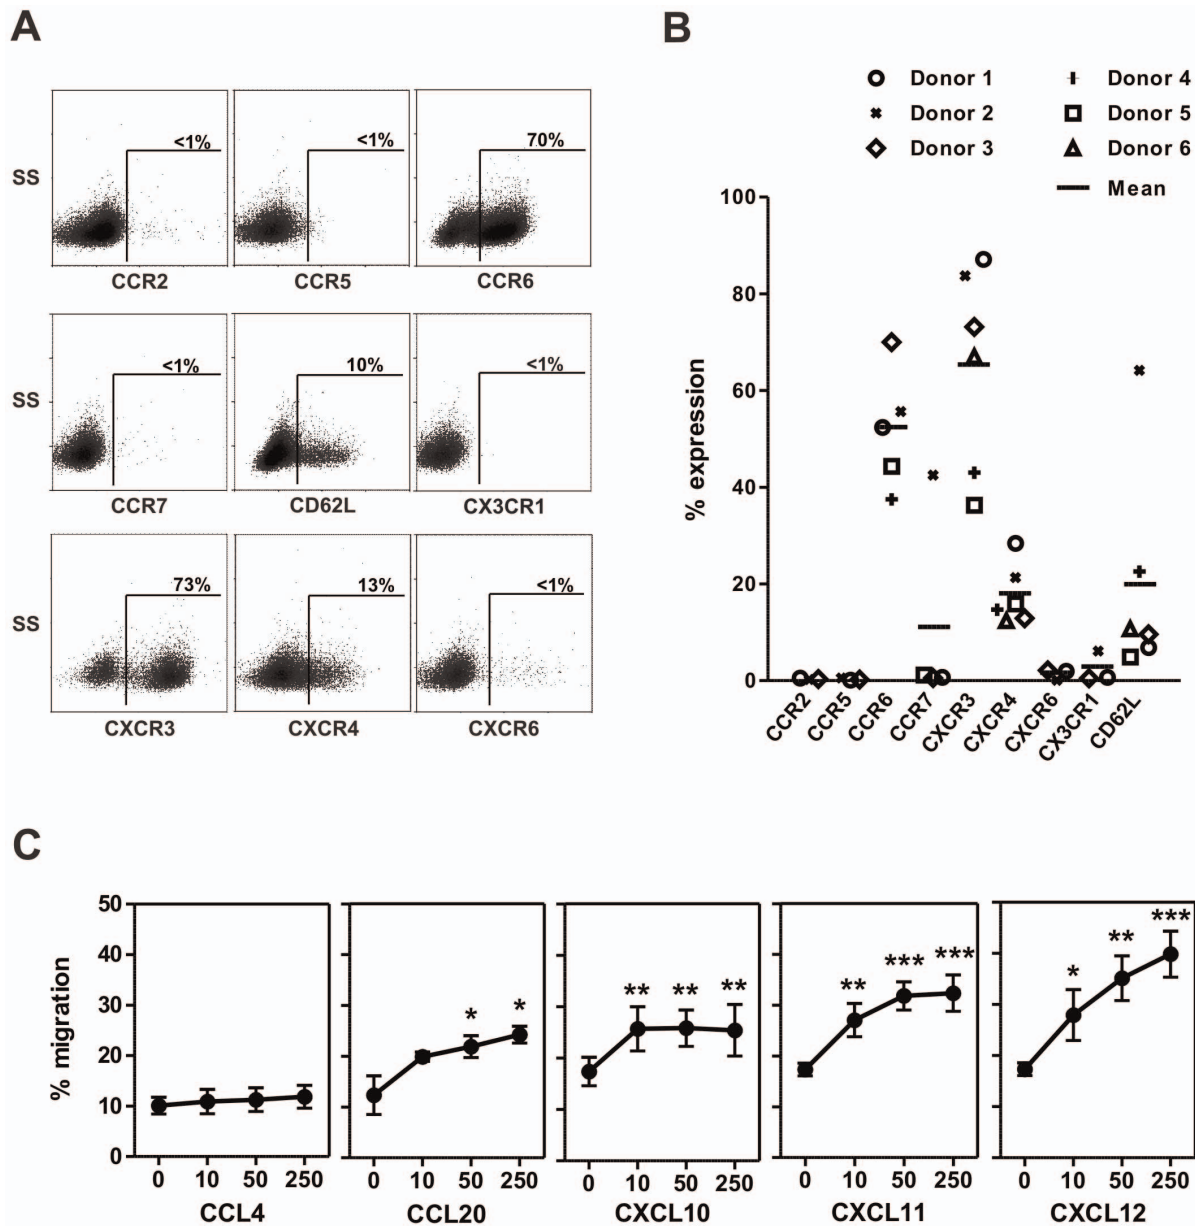 A
<1%
<1%
70%
SS
CCR2
CCR5
CCR6
<1%
10%
<1%
SS
CCR7
CD62L
CX3CR1
73%
13%
<1%
SS
CXCR3
CXCR4
CXCR6
B
Donor 1
Donor 4
Donor 2
Donor 5
Donor 3
Donor 6
Mean
100
80
60
40
20
0
% expression
CCR2
CCR5
CCR6
CCR7
CXCR3
CXCR4
CXCR6
CX3CR1
CD62L
C
50
40
30
20
10
0
% migration
* *
** ** **
** *** ***
* ** ***
0 10 50 250
0 10 50 250
0 10 50 250
0 10 50 250
0 10 50 250
CCL4
CCL20
CXCL10
CXCL11
CXCL12